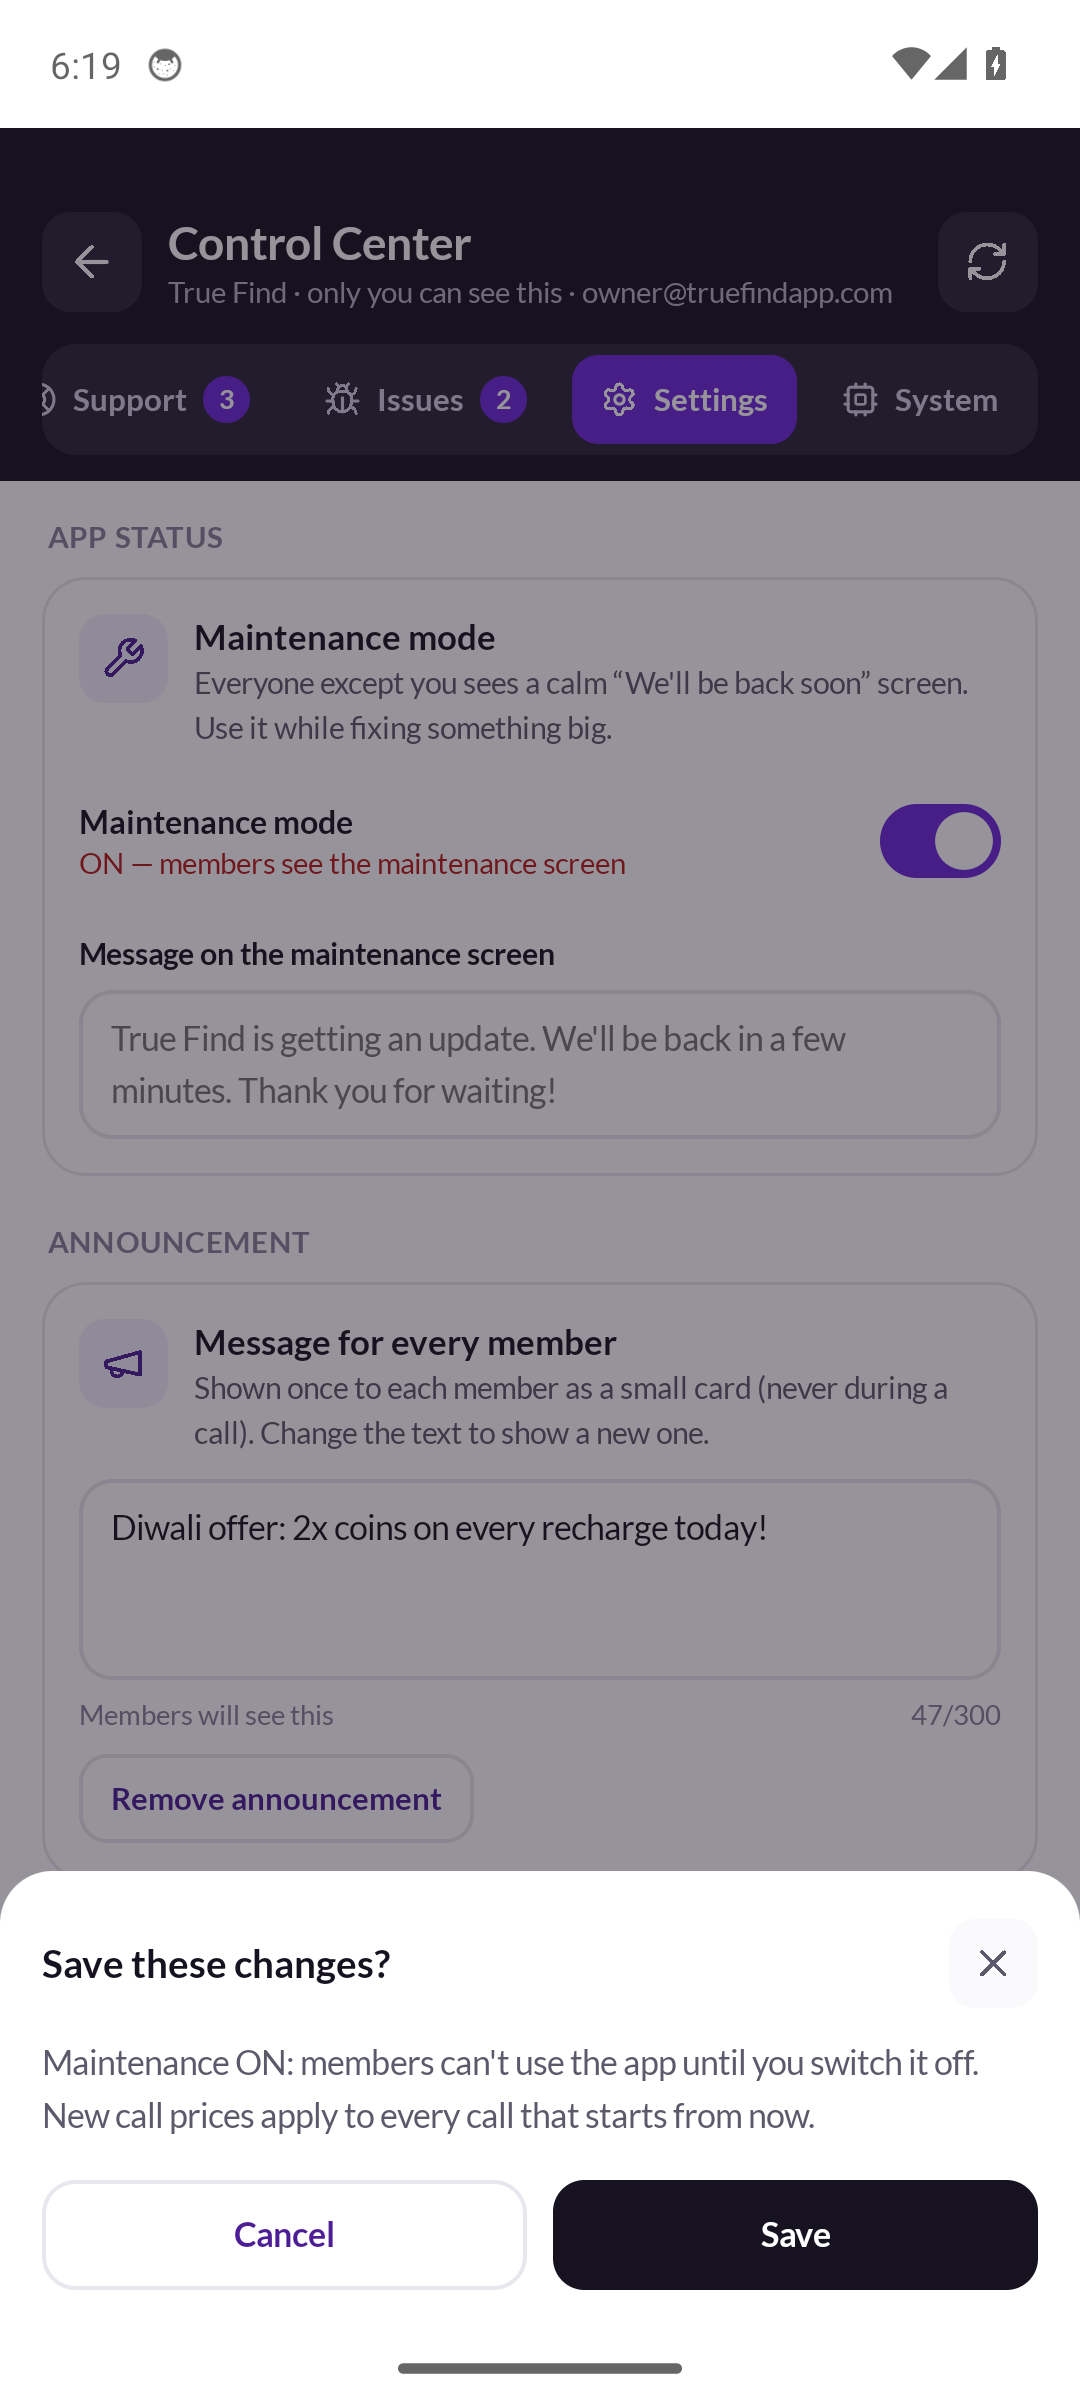 6:19
Control Center
True Find · only you can see this · owner@truefindapp.com
Support 3 Issues 2 Settings System
APP STATUS
Maintenance mode
Everyone except you sees a calm “We'll be back soon” screen.
Use it while fixing something big.
Maintenance mode
ON — members see the maintenance screen
Message on the maintenance screen
True Find is getting an update. We'll be back in a few
minutes. Thank you for waiting!
ANNOUNCEMENT
Message for every member
Shown once to each member as a small card (never during a
call). Change the text to show a new one.
Diwali offer: 2x coins on every recharge today!
Members will see this 47/300
Remove announcement
Save these changes?
Maintenance ON: members can't use the app until you switch it off.
New call prices apply to every call that starts from now.
Cancel Save